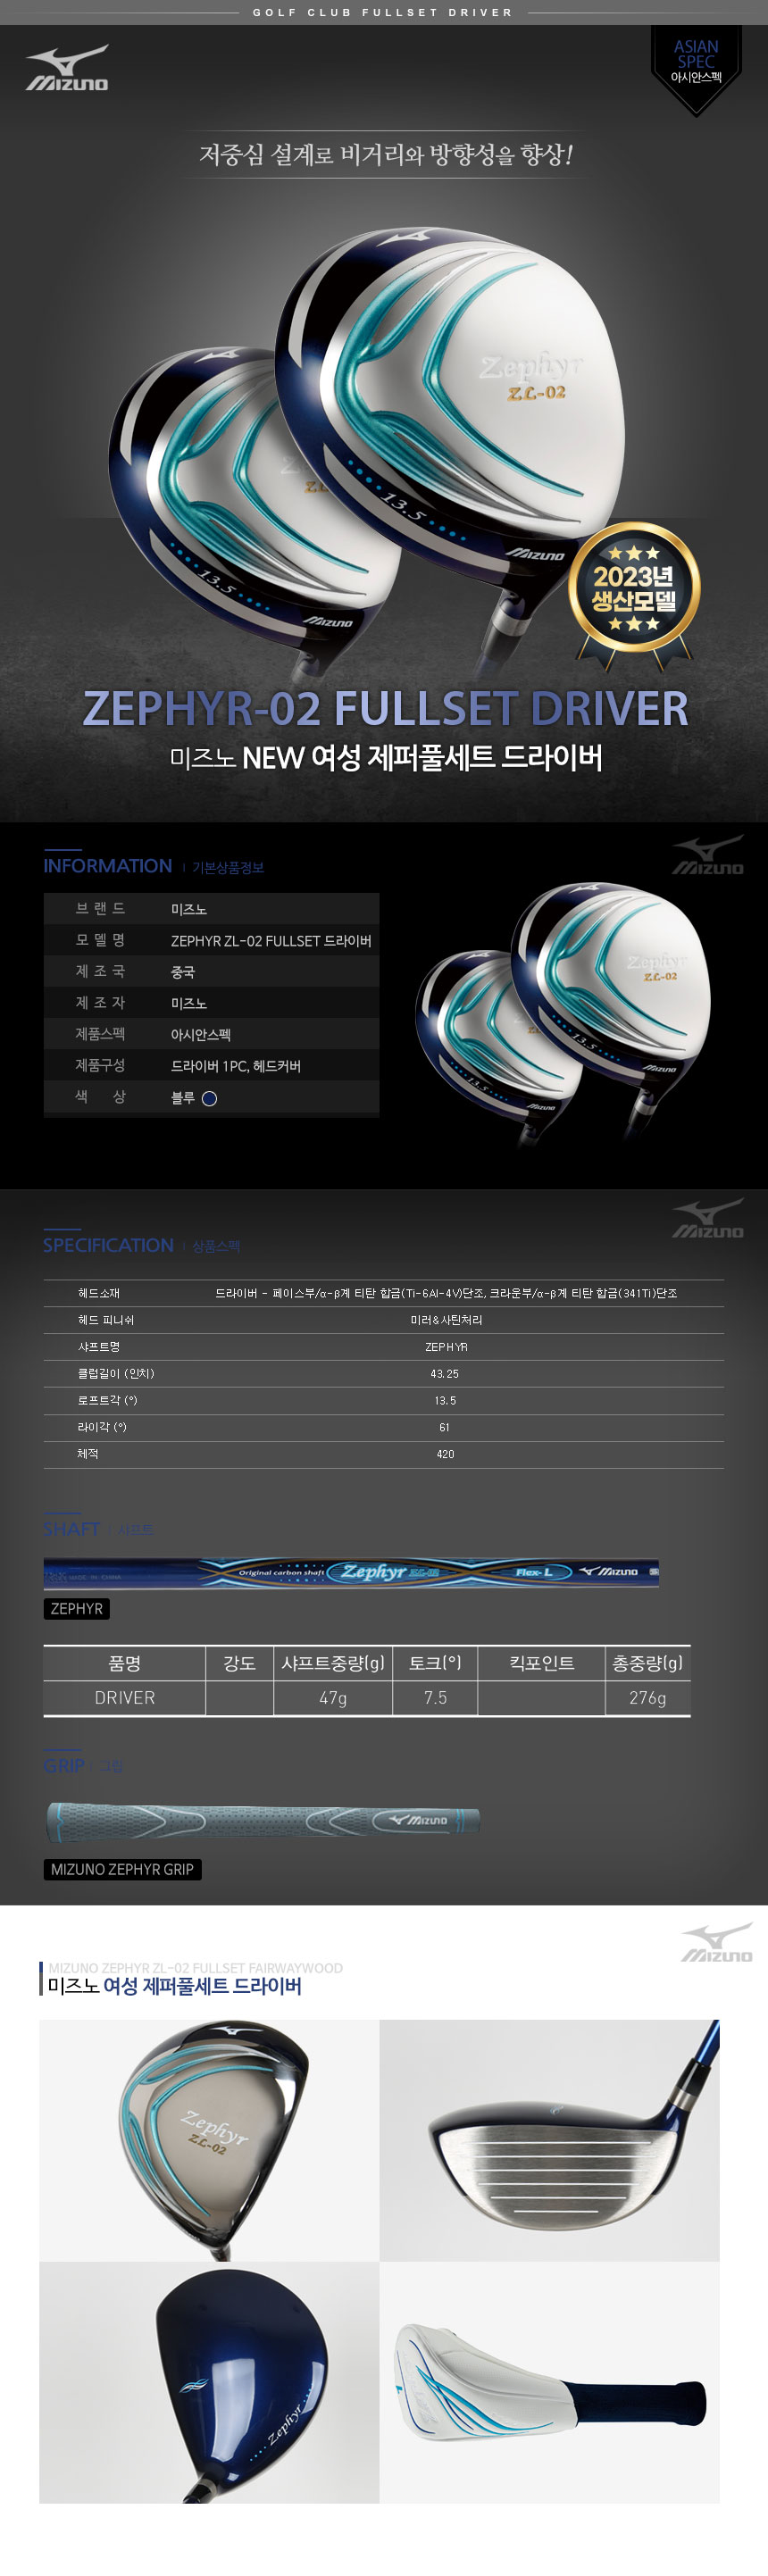 GOLF CLUB FULLSET DRIVER
MIZUNO
ASIAN
SPEC
아시안스펙
저중심 설계로 비거리와 방향성을 향상!
Zephyr
ZL-02
13.5
MIZUNO
13.5
MIZUNO
2023년
생산모델
ZEPHYR-02 FULLSET DRIVER
미즈노 NEW 여성 제퍼풀세트 드라이버
MIZUNO
INFORMATION | 기본상품정보
브랜드 미즈노
모델명 ZEPHYR ZL-02 FULLSET 드라이버
제조국 중국
제조자 미즈노
제품스펙 아시안스펙
제품구성 드라이버 1PC, 헤드커버
색상 블루
Zephyr
ZL-02
13.5
MIZUNO
13.5
MIZUNO
MIZUNO
SPECIFICATION | 상품스펙
헤드소재 드라이버 - 페이스부/α-β계 티탄 합금(Ti-6Al-4V)단조, 크라운부/α-β계 티탄 합금(341Ti)단조
헤드 피니쉬 미러&사틴처리
샤프트명 ZEPHYR
클럽길이 (인치) 43.25
로프트각 (°) 13.5
라이각 (°) 61
체적 420
SHAFT | 샤프트
Original carbon shaft Zephyr ZL-02 Flex-L MIZUNO
ZEPHYR
품명 강도 샤프트중량(g) 토크(°) 킥포인트 총중량(g)
DRIVER 47g 7.5 276g
GRIP | 그립
MIZUNO
MIZUNO ZEPHYR GRIP
MIZUNO
MIZUNO ZEPHYR ZL-02 FULLSET FAIRWAYWOOD
미즈노 여성 제퍼풀세트 드라이버
Zephyr
ZL-02
Zephyr